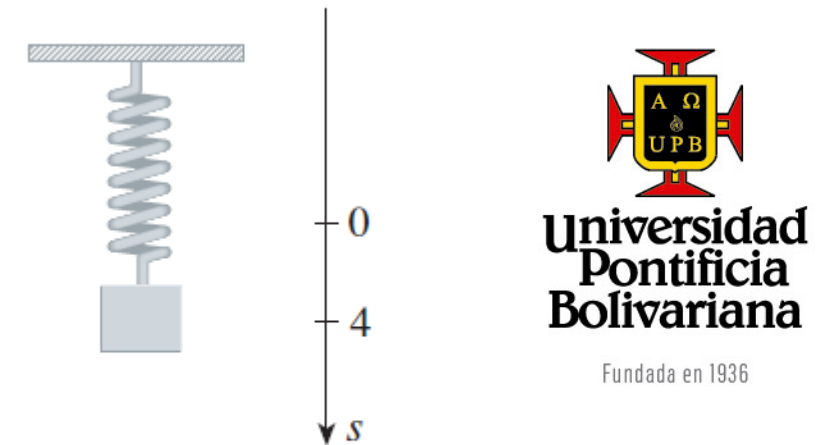 0
4
s
Α Ω
UPB
Universidad
Pontificia
Bolivariana
Fundada en 1936